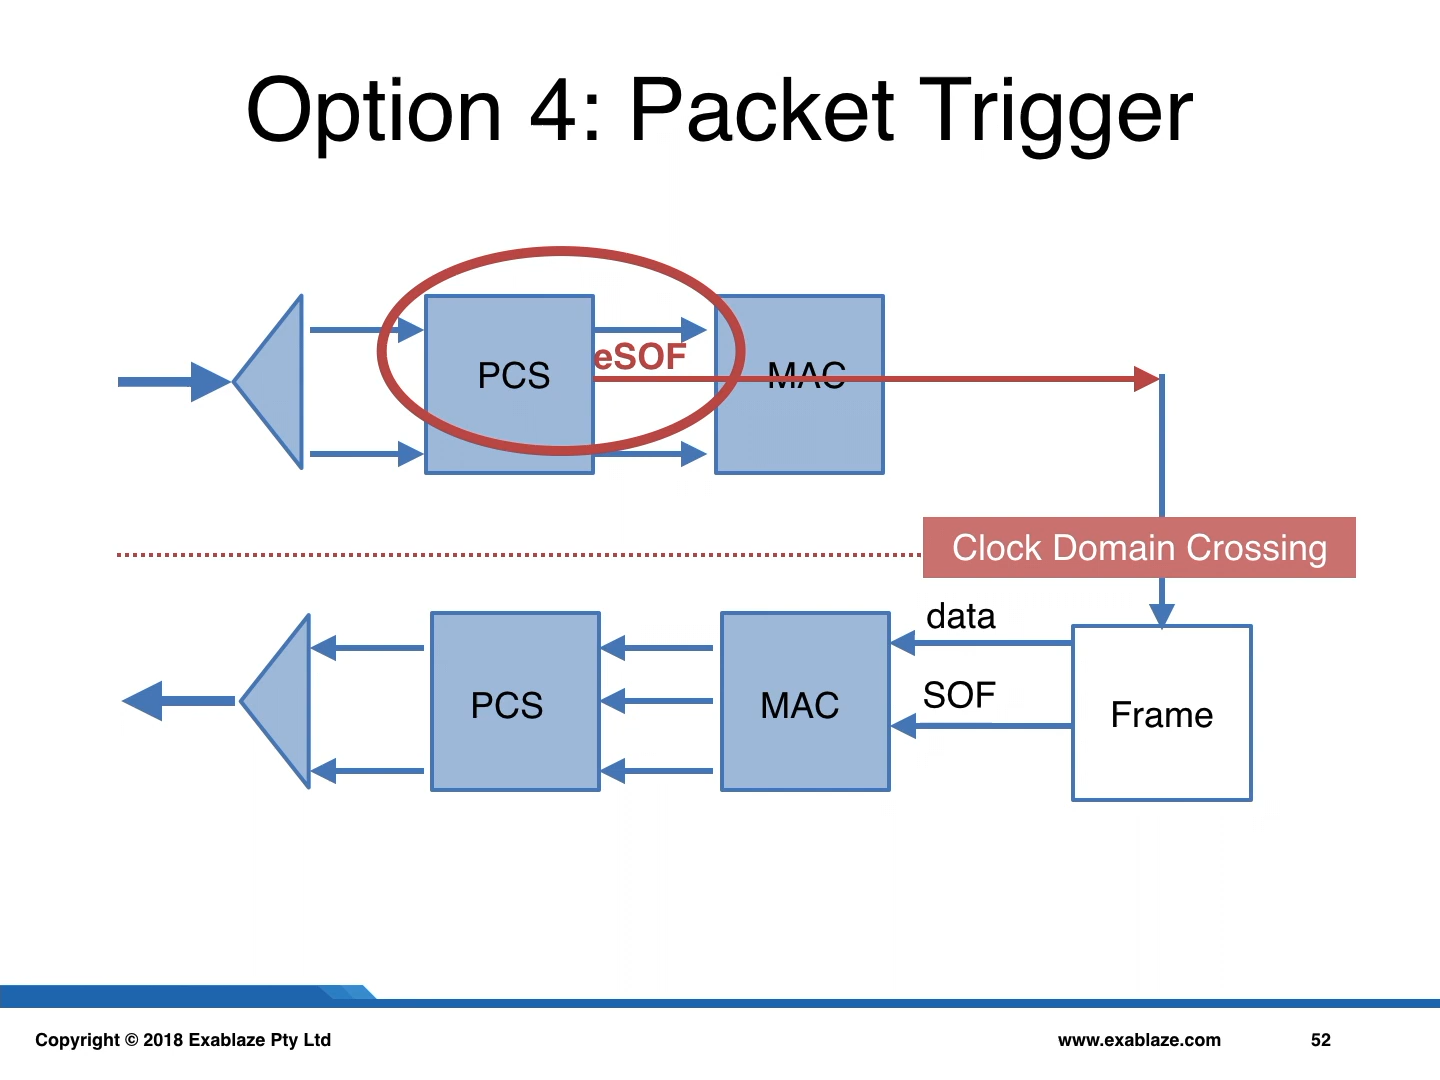 Option 4: Packet Trigger
PCS
eSOF
MAC
Clock Domain Crossing
data
PCS
MAC
SOF
Frame
Copyright © 2018 Exablaze Pty Ltd
www.exablaze.com
52